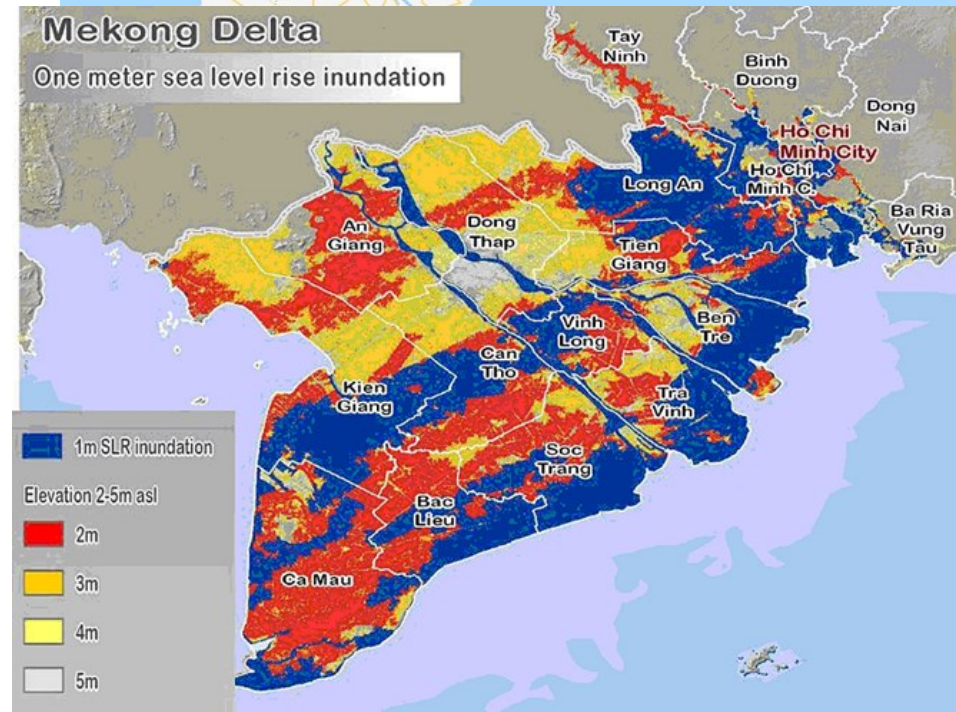 Mekong Delta
One meter sea level rise inundation
Tay
Ninh
Binh
Duong
Dong
Nai
Ho Chi
Minh City
Ho Chi
Minh C.
Long An
Ba Ria
Vung
Tau
An
Giang
Dong
Thap
Tien
Giang
Ben
Tre
Vinh
Long
Can
Tho
Kien
Giang
Tra
Vinh
Soc
Trang
Bac
Lieu
Ca Mau
1m SLR inundation
Elevation 2-5m asl
2m
3m
4m
5m